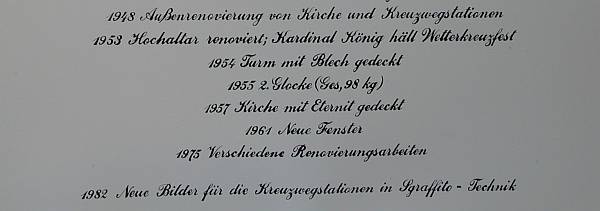 1948 Außenrenovierung von Kirche und Kreuzwegstationen
1953 Hochaltar renoviert; Kardinal König hält Wetterkreuzfest
1954 Turm mit Blech gedeckt
1955 2. Glocke (Ges, 98 kg)
1957 Kirche mit Eternit gedeckt
1961 Neue Fenster
1975 Verschiedene Renovierungsarbeiten
1982 Neue Bilder für die Kreuzwegstationen in Sgraffito - Technik